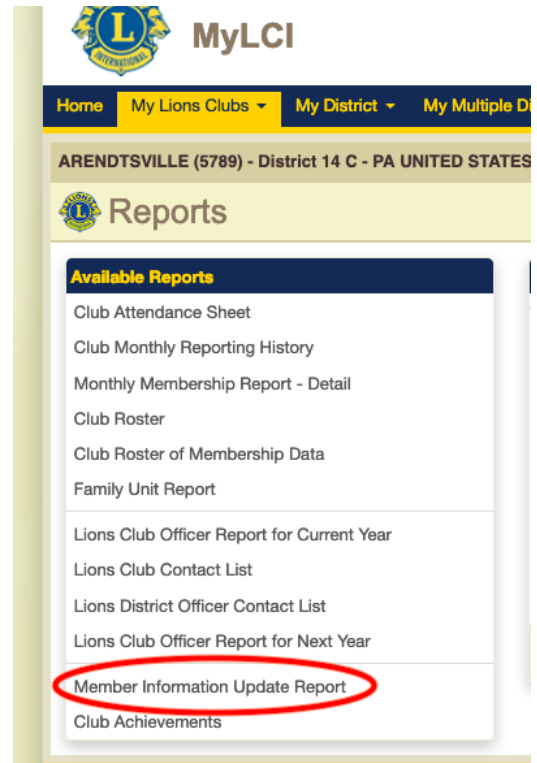 L
INTERNATIONAL
MyLCI
Home My Lions Clubs My District My Multiple Di
ARENDTSVILLE (5789) - District 14 C - PA UNITED STATES
Reports
Available Reports
Club Attendance Sheet
Club Monthly Reporting History
Monthly Membership Report - Detail
Club Roster
Club Roster of Membership Data
Family Unit Report
Lions Club Officer Report for Current Year
Lions Club Contact List
Lions District Officer Contact List
Lions Club Officer Report for Next Year
Member Information Update Report
Club Achievements